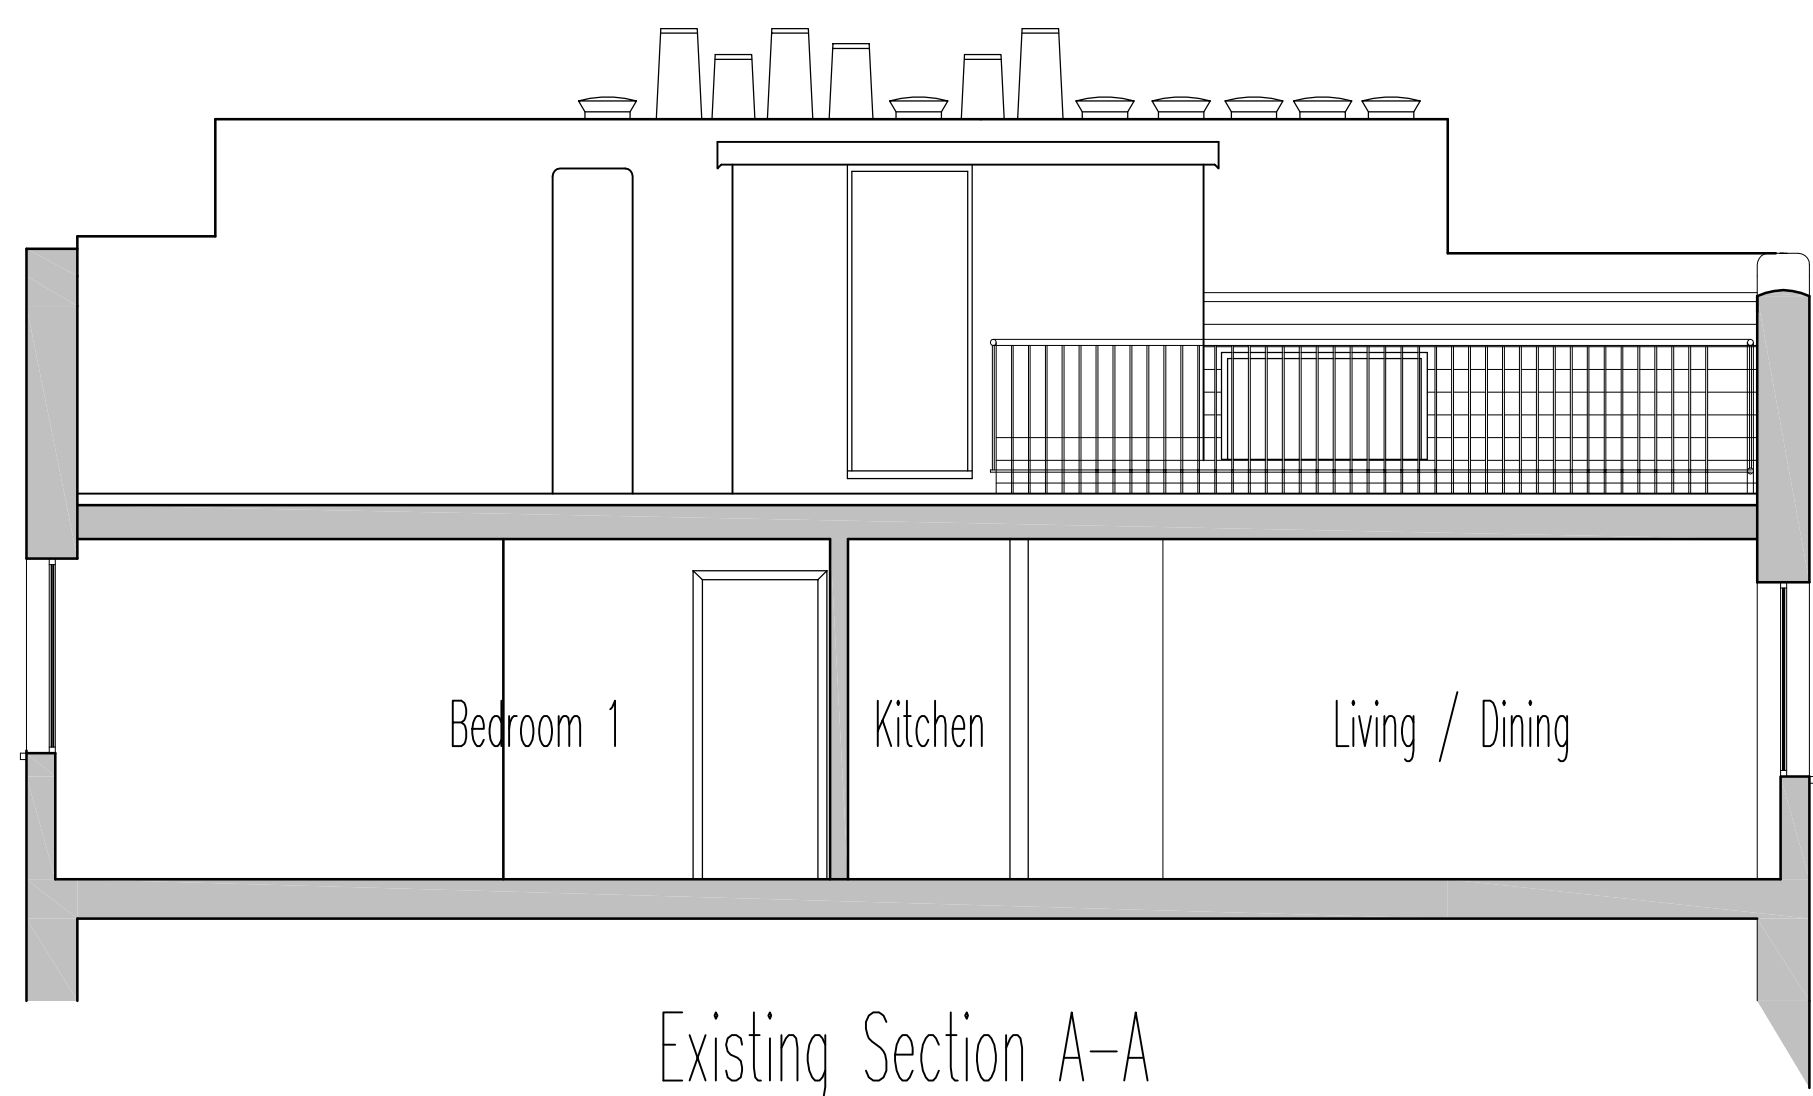 Bedroom 1
Kitchen
Living / Dining
Existing Section A-A